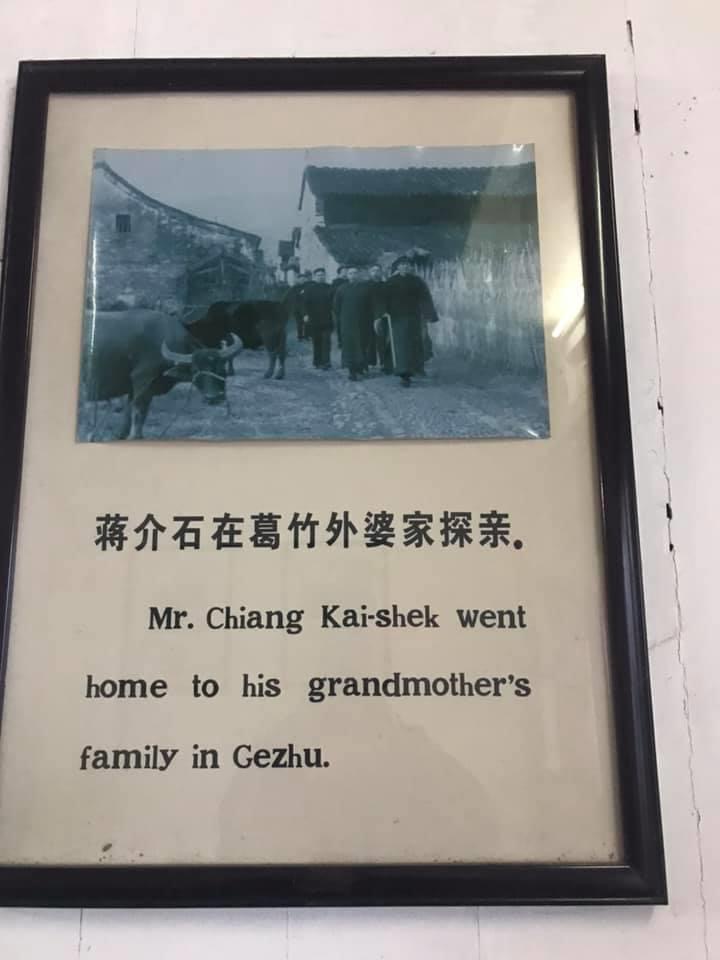 蒋介石在葛竹外婆家探亲.
Mr. Chiang Kai-shek went
home to his grandmother's
family in Gezhu.